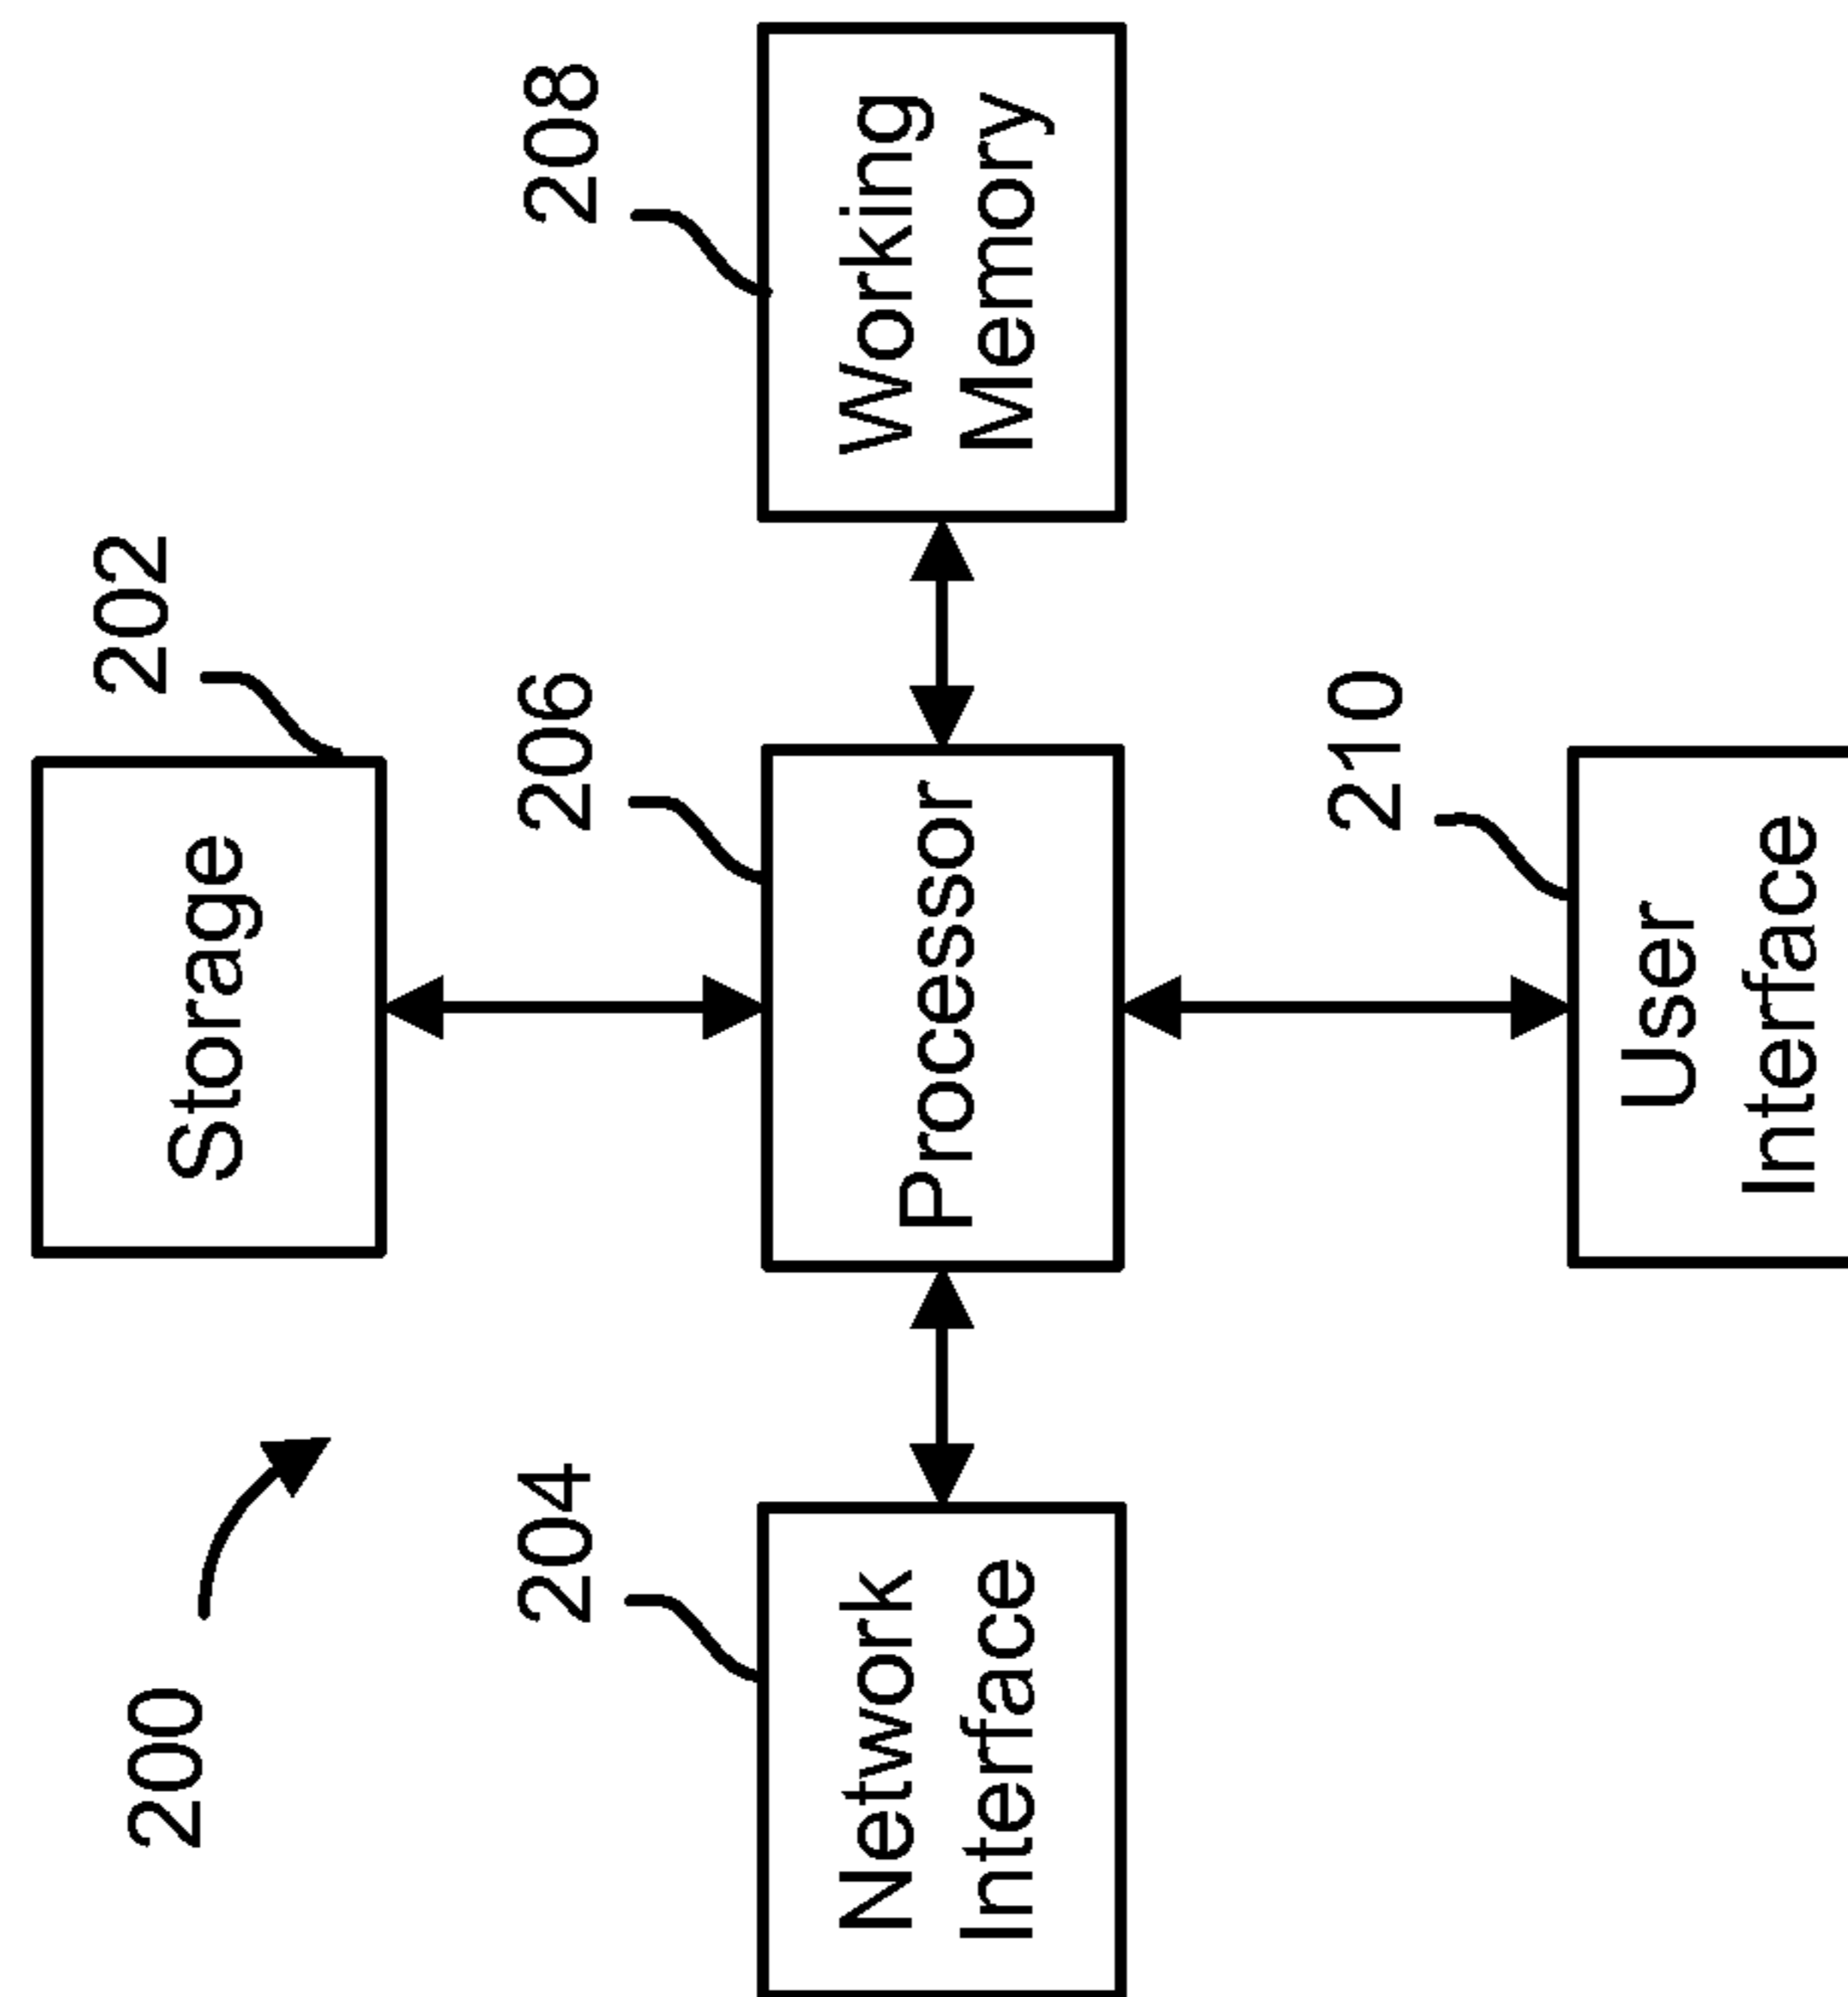 200
202
Storage
204
206
208
Network
Interface
Processor
Working
Memory
210
User
Interface